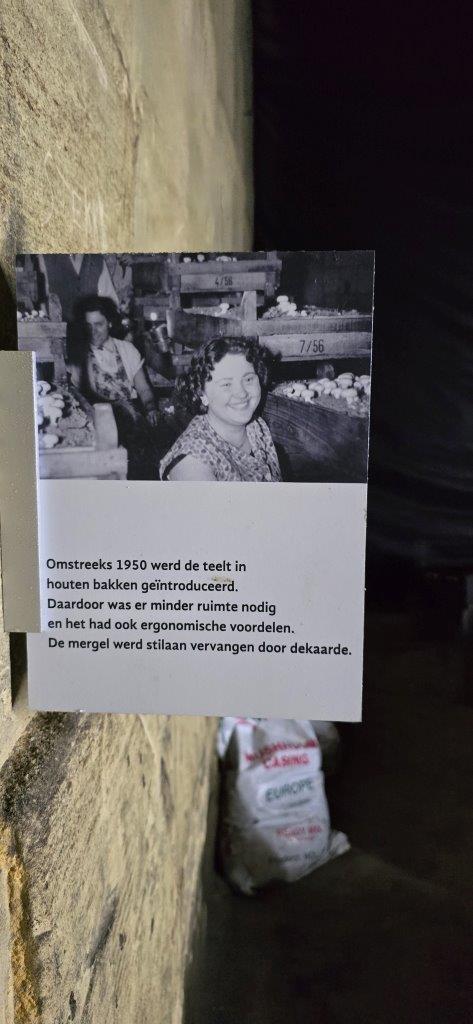 4/56
7/56
Omstreeks 1950 werd de teelt in
houten bakken geïntroduceerd.
Daardoor was er minder ruimte nodig
en het had ook ergonomische voordelen.
De mergel werd stilaan vervangen door dekaarde.
CASING
EUROPE